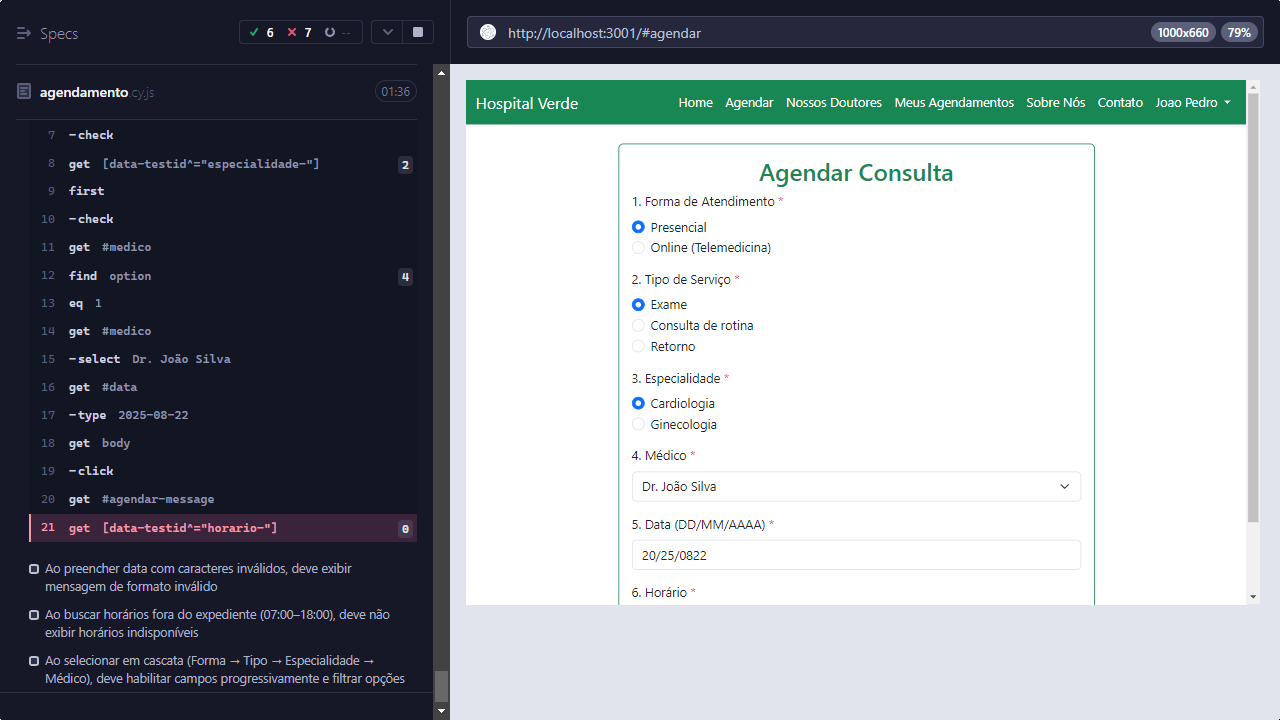 Specs
6 7 --
agendamento.cy.js
01:36
7 -check
8 get [data-testid^="especialidade-"] 2
9 first
10 -check
11 get #medico
12 find option 4
13 eq 1
14 get #medico
15 -select Dr. João Silva
16 get #data
17 -type 2025-08-22
18 get body
19 -click
20 get #agendar-message
21 get [data-testid^="horario-"] 0
Ao preencher data com caracteres inválidos, deve exibir
mensagem de formato inválido
Ao buscar horários fora do expediente (07:00–18:00), deve não
exibir horários indisponíveis
Ao selecionar em cascata (Forma → Tipo → Especialidade →
Médico), deve habilitar campos progressivamente e filtrar opções
http://localhost:3001/#agendar
1000x660 79%
Hospital Verde Home Agendar Nossos Doutores Meus Agendamentos Sobre Nós Contato Joao Pedro
Agendar Consulta
1. Forma de Atendimento *
Presencial
Online (Telemedicina)
2. Tipo de Serviço *
Exame
Consulta de rotina
Retorno
3. Especialidade *
Cardiologia
Ginecologia
4. Médico *
Dr. João Silva
5. Data (DD/MM/AAAA) *
20/25/0822
6. Horário *